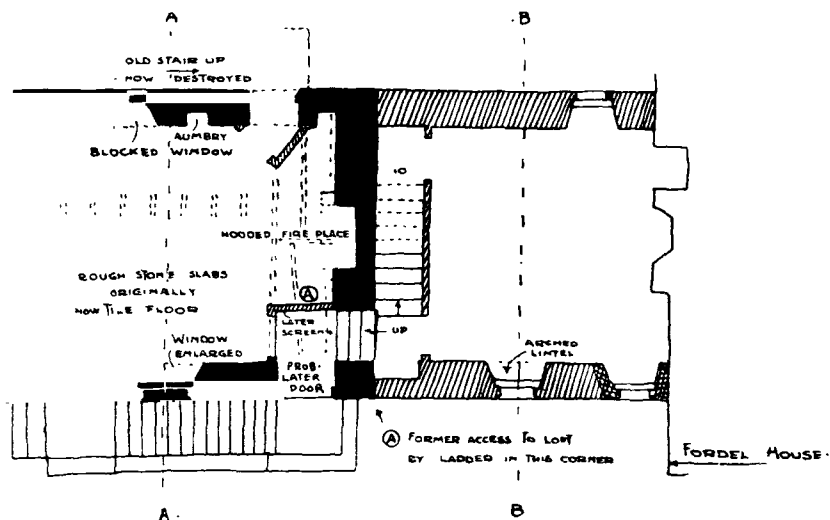 A
B
OLD STAIR UP
NOW DESTROYED
AUMBRY
BLOCKED WINDOW
10
HOODED FIRE PLACE
ROUGH STONE SLABS
ORIGINALLY
NOW TILE FLOOR
A
LATER
SCREENS
UP
WINDOW
ENLARGED
PROB.
LATER
DOOR
ARCHED
LINTEL
A FORMER ACCESS TO LOFT
BY LADDER IN THIS CORNER
FORDEL HOUSE.
A
B